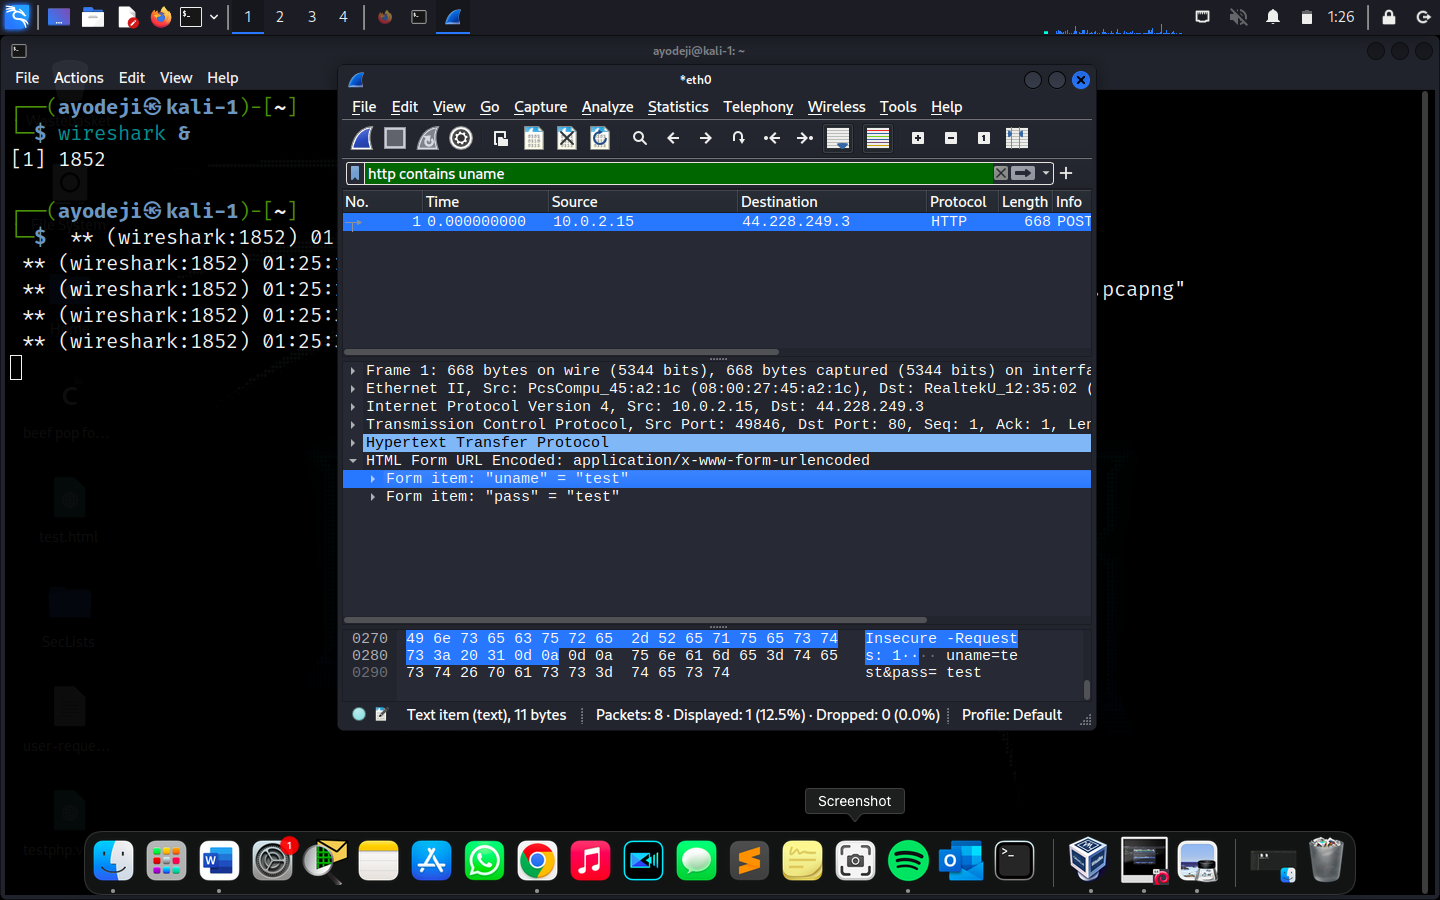 1 2 3 4 1:26
ayodeji@kali-1: ~
File Actions Edit View Help
┌──(ayodeji㉿kali-1)-[~]
└─$ wireshark &
[1] 1852
┌──(ayodeji㉿kali-1)-[~]
└─$ ** (wireshark:1852) 01
** (wireshark:1852) 01:25:
** (wireshark:1852) 01:25: .pcapng"
** (wireshark:1852) 01:25:
** (wireshark:1852) 01:25:
beef pop fo...
test.html
SecLists
user-reque...
testphp.v
*eth0
File Edit View Go Capture Analyze Statistics Telephony Wireless Tools Help
http contains uname
No. Time Source Destination Protocol Length Info
1 0.000000000 10.0.2.15 44.228.249.3 HTTP 668 POST
Frame 1: 668 bytes on wire (5344 bits), 668 bytes captured (5344 bits) on interfa
Ethernet II, Src: PcsCompu_45:a2:1c (08:00:27:45:a2:1c), Dst: RealtekU_12:35:02 (
Internet Protocol Version 4, Src: 10.0.2.15, Dst: 44.228.249.3
Transmission Control Protocol, Src Port: 49846, Dst Port: 80, Seq: 1, Ack: 1, Len
Hypertext Transfer Protocol
HTML Form URL Encoded: application/x-www-form-urlencoded
Form item: "uname" = "test"
Form item: "pass" = "test"
0270 49 6e 73 65 63 75 72 65 2d 52 65 71 75 65 73 74 Insecure -Request
0280 73 3a 20 31 0d 0a 0d 0a 75 6e 61 6d 65 3d 74 65 s: 1···· uname=te
0290 73 74 26 70 61 73 73 3d 74 65 73 74 st&pass= test
Text item (text), 11 bytes Packets: 8 · Displayed: 1 (12.5%) · Dropped: 0 (0.0%) Profile: Default
Screenshot
1